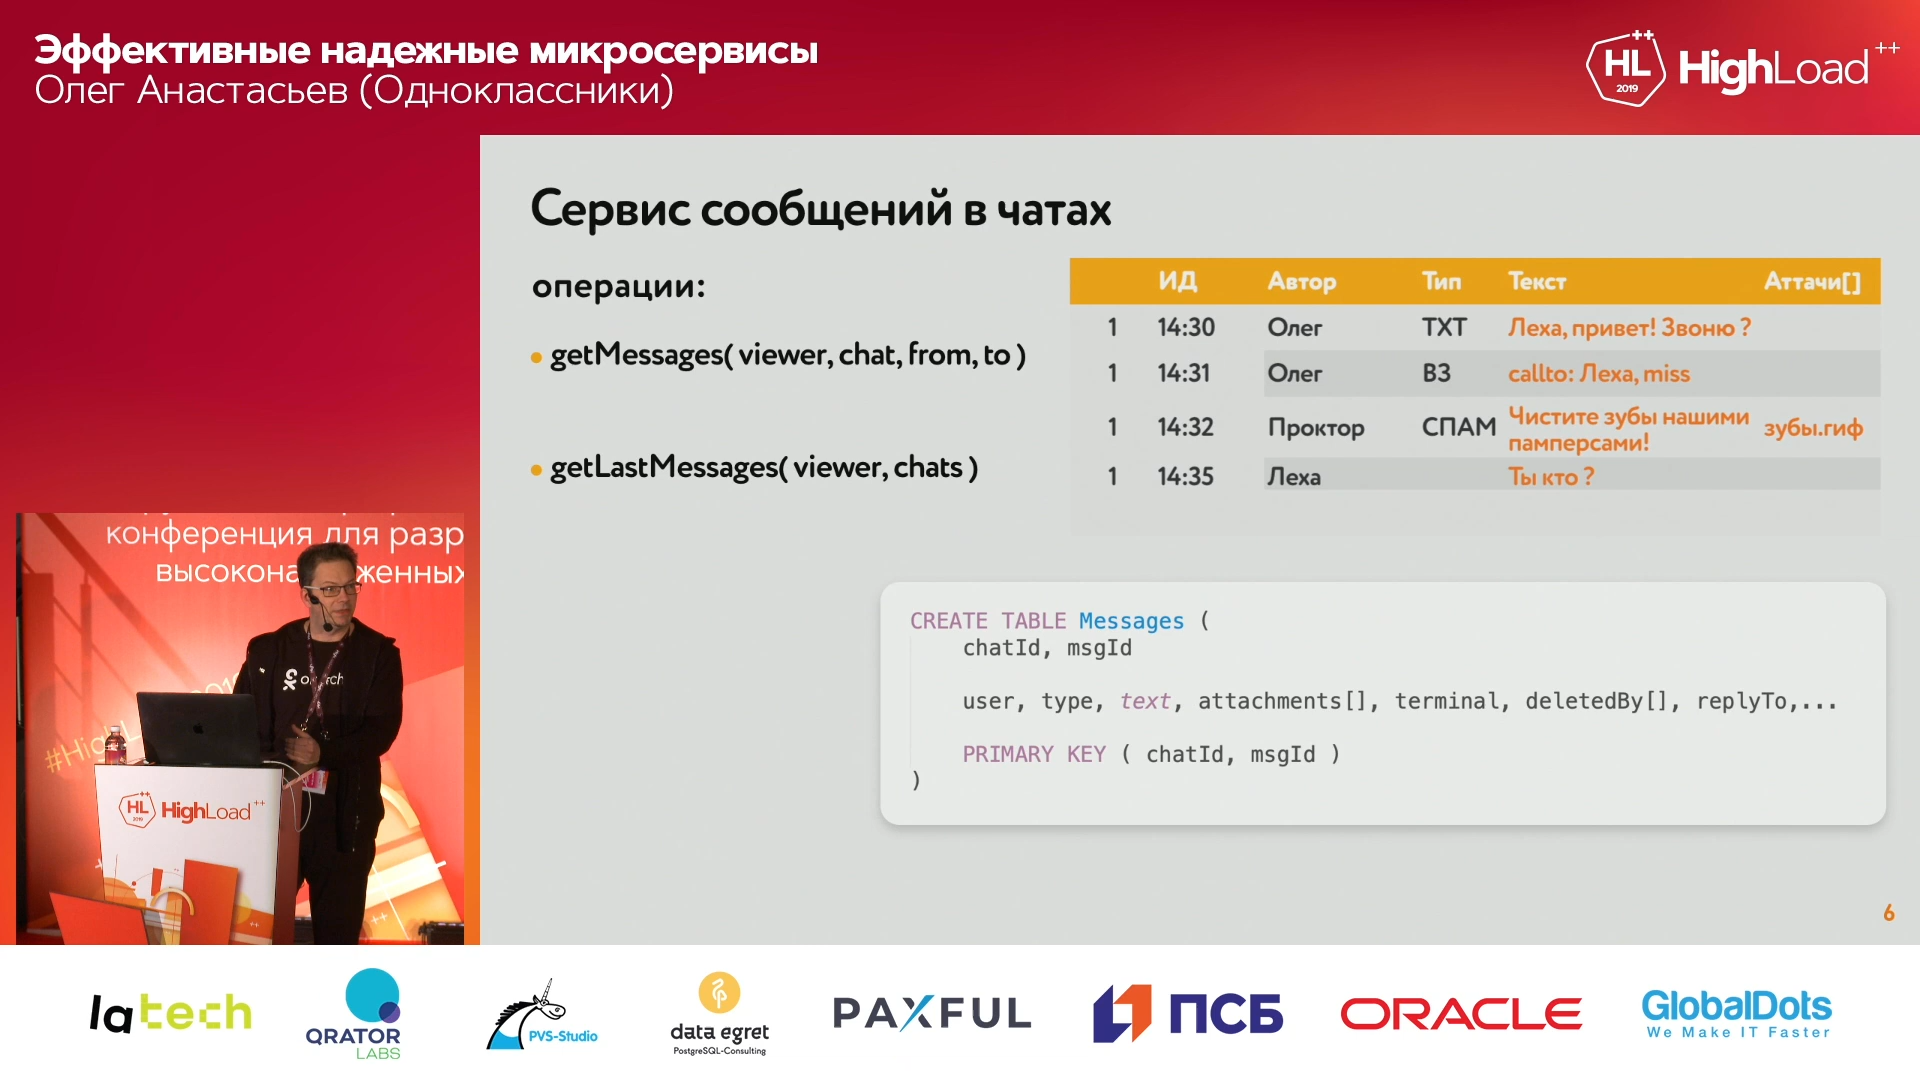 Эффективные надежные микросервисы
Олег Анастасьев (Одноклассники)
HL++ 2019 HighLoad++
Сервис сообщений в чатах
операции:
• getMessages( viewer, chat, from, to )
• getLastMessages( viewer, chats )
ИД Автор Тип Текст Аттачи[]
1 14:30 Олег ТХТ Леха, привет! Звоню ?
1 14:31 Олег ВЗ callto: Леха, miss
1 14:32 Проктор СПАМ Чистите зубы нашими
памперсами! зубы.гиф
1 14:35 Леха Ты кто ?
CREATE TABLE Messages (
chatId, msgId
user, type, text, attachments[], terminal, deletedBy[], replyTo,...
PRIMARY KEY ( chatId, msgId )
)
6
конференция для разр
высокона женных
HL++ 2019 HighLoad++
latech
QRATOR
LABS
PVS-Studio
data egret
PostgreSQL-Consulting
PAXFUL
ПСБ
ORACLE
GlobalDots
We Make IT Faster